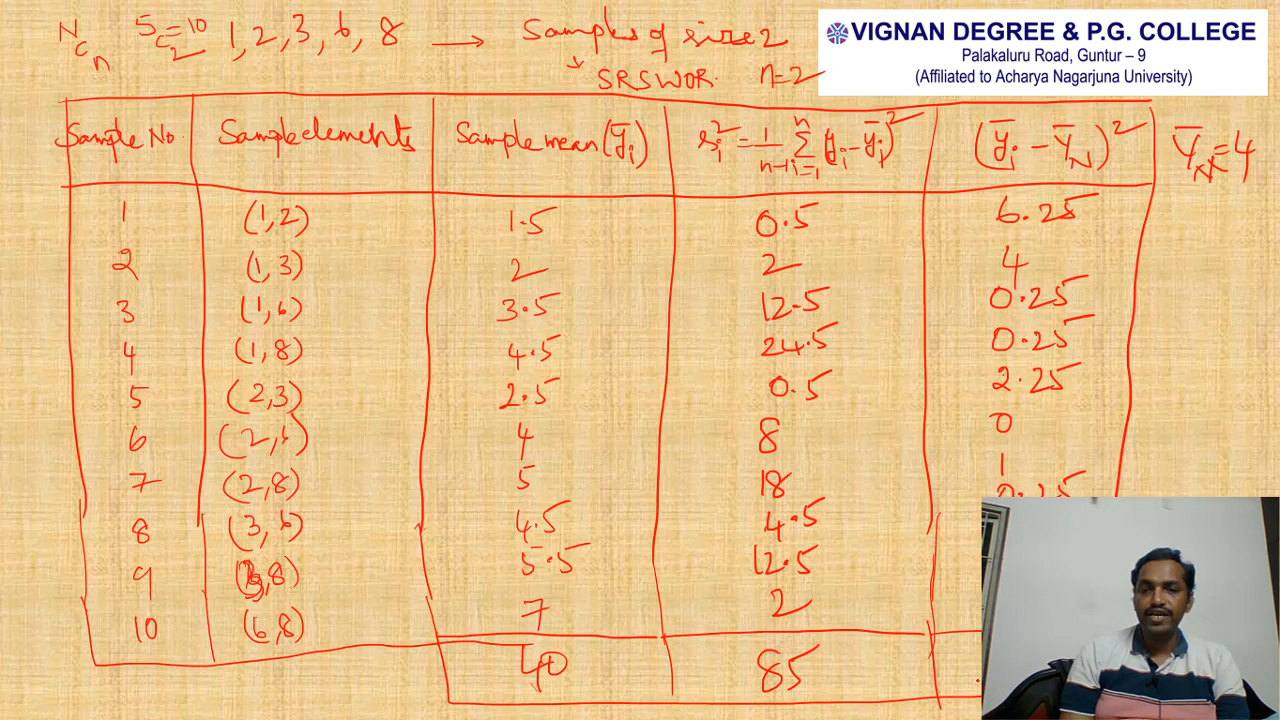 N_C_n 5_C_2 = 10 1, 2, 3, 6, 8 → Samples of size 2
SRSWOR n=2
VIGNAN DEGREE & P.G. COLLEGE
Palakaluru Road, Guntur – 9
(Affiliated to Acharya Nagarjuna University)
Sample No. Sample elements Sample mean (ȳᵢ) sᵢ² = 1/(n-1) Σᵢ₌₁ⁿ (yᵢ - ȳᵢ)² (ȳᵢ - Ȳ_N)² Ȳ_N = 4
1 (1,2) 1.5 0.5 6.25
2 (1,3) 2 2 4
3 (1,6) 3.5 12.5 0.25
4 (1,8) 4.5 24.5 0.25
5 (2,3) 2.5 0.5 2.25
6 (2,6) 4 8 0
7 (2,8) 5 18 1
8 (3,6) 4.5 4.5 0.25
9 (3,8) 5.5 12.5
10 (6,8) 7 2
40 85